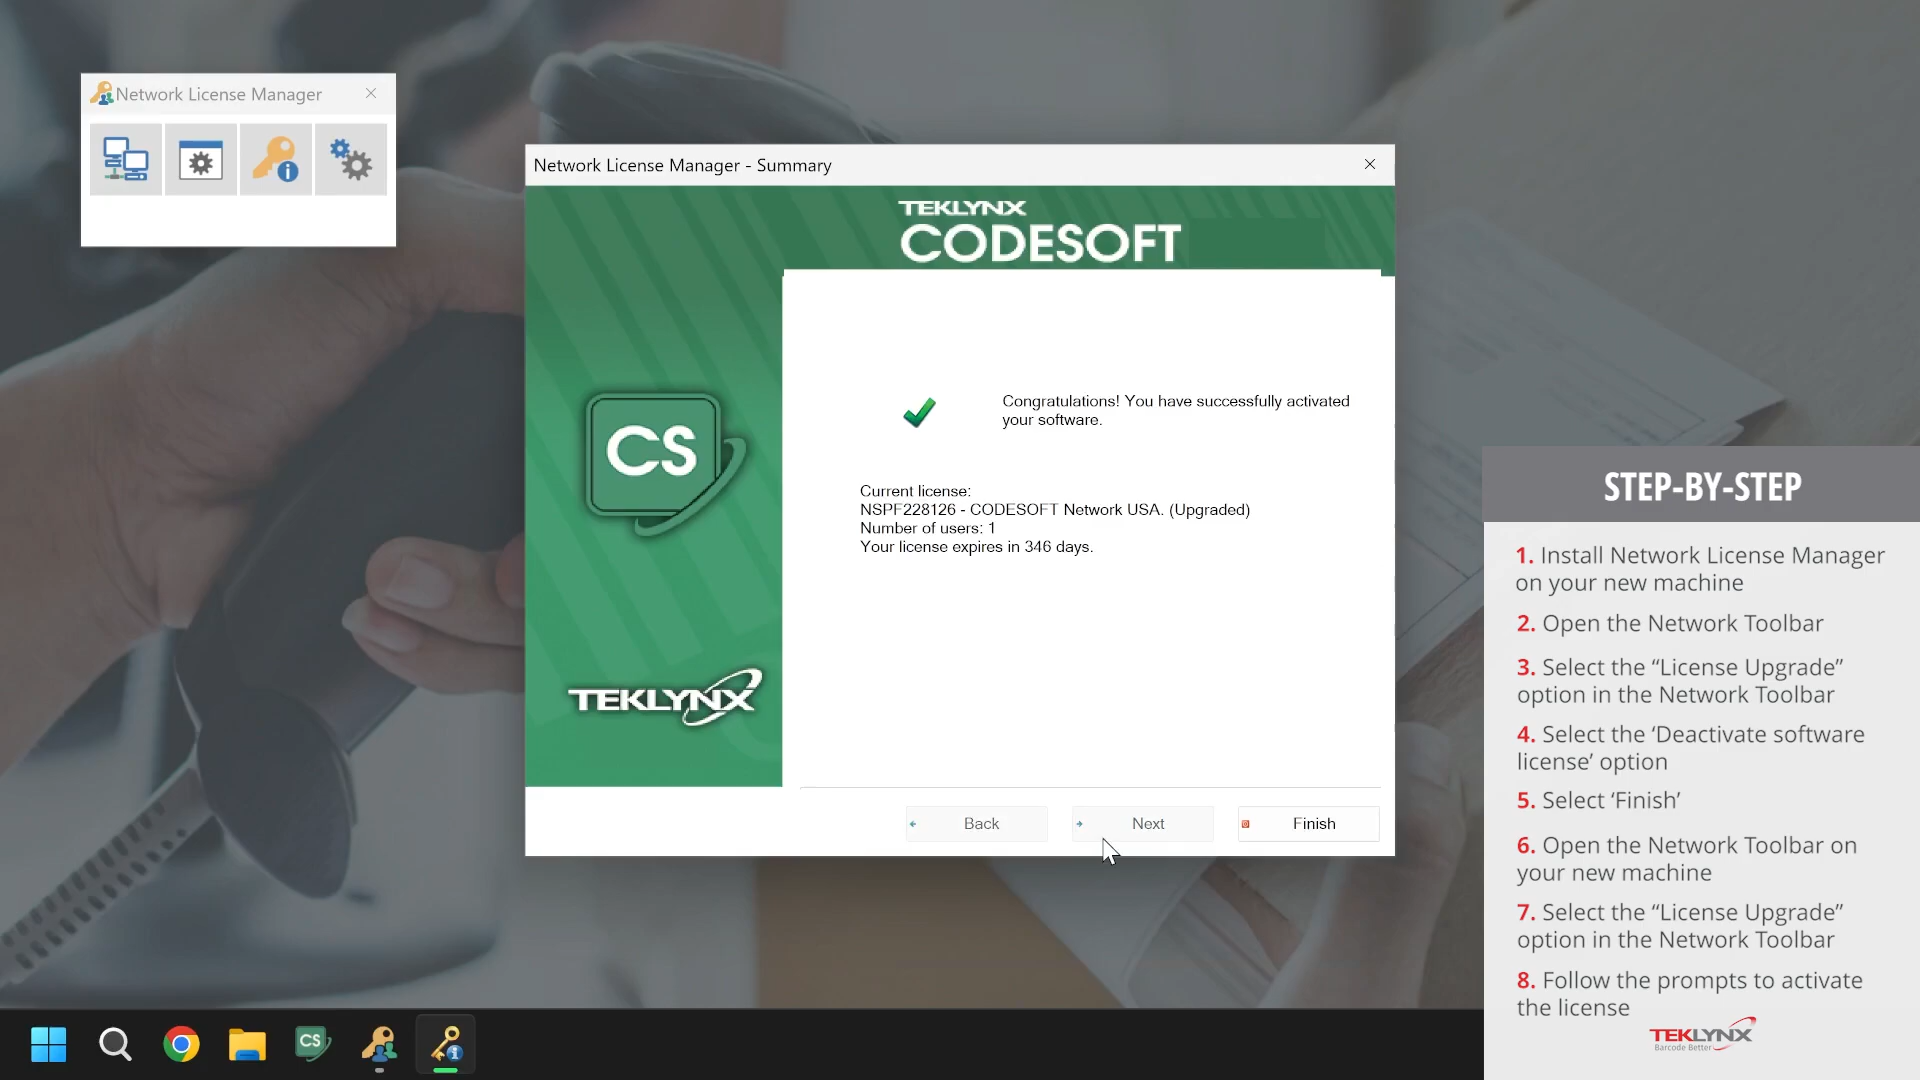 Network License Manager
Network License Manager - Summary
TEKLYNX
CODESOFT
CS
TEKLYNX
Congratulations! You have successfully activated
your software.
Current license:
NSPF228126 - CODESOFT Network USA. (Upgraded)
Number of users: 1
Your license expires in 346 days.
Back
Next
Finish
STEP-BY-STEP
1. Install Network License Manager
on your new machine
2. Open the Network Toolbar
3. Select the “License Upgrade”
option in the Network Toolbar
4. Select the ‘Deactivate software
license’ option
5. Select ‘Finish’
6. Open the Network Toolbar on
your new machine
7. Select the “License Upgrade”
option in the Network Toolbar
8. Follow the prompts to activate
the license
TEKLYNX
Barcode Better
CS